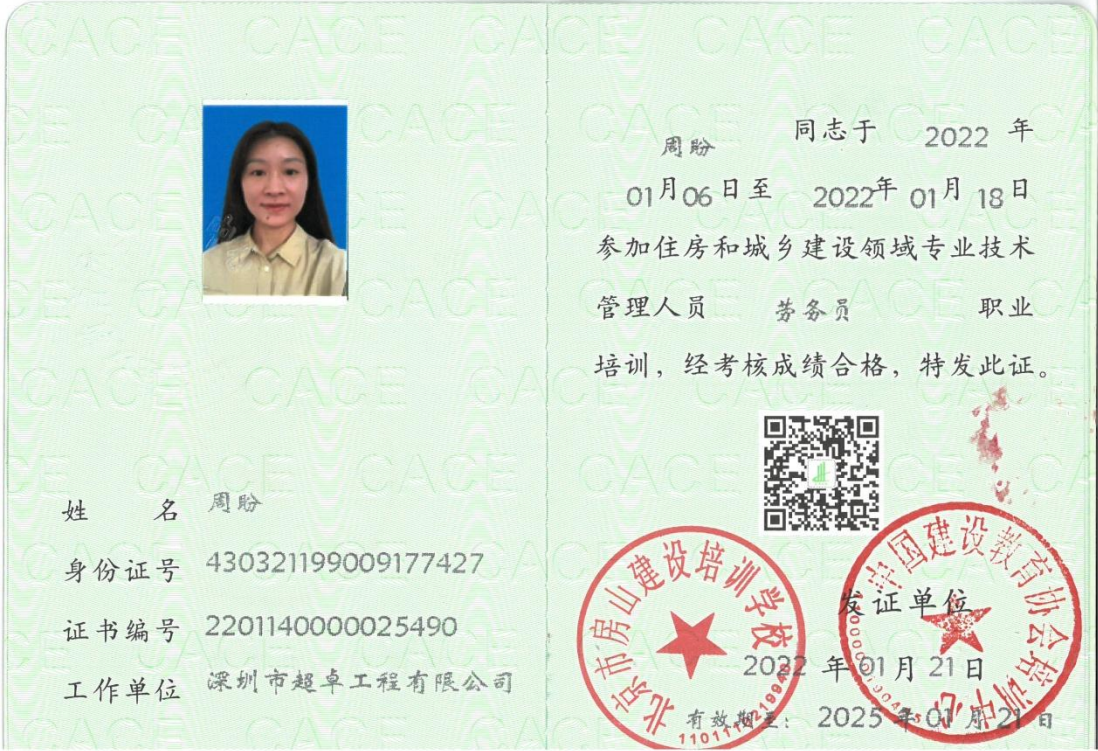 姓 名 周盼
身份证号 430321199009177427
证书编号 2201140000025490
工作单位 深圳市超卓工程有限公司
周盼 同志于 2022 年
01月06日至 2022年 01月 18日
参加住房和城乡建设领域专业技术
管理人员 劳务员 职业
培训，经考核成绩合格，特发此证。
北京市房山建设培训学校
中国建设教育协会培训中心
发证单位
2022 年 01 月 21 日
有效期至： 2025 年 01 月 21 日
CACE